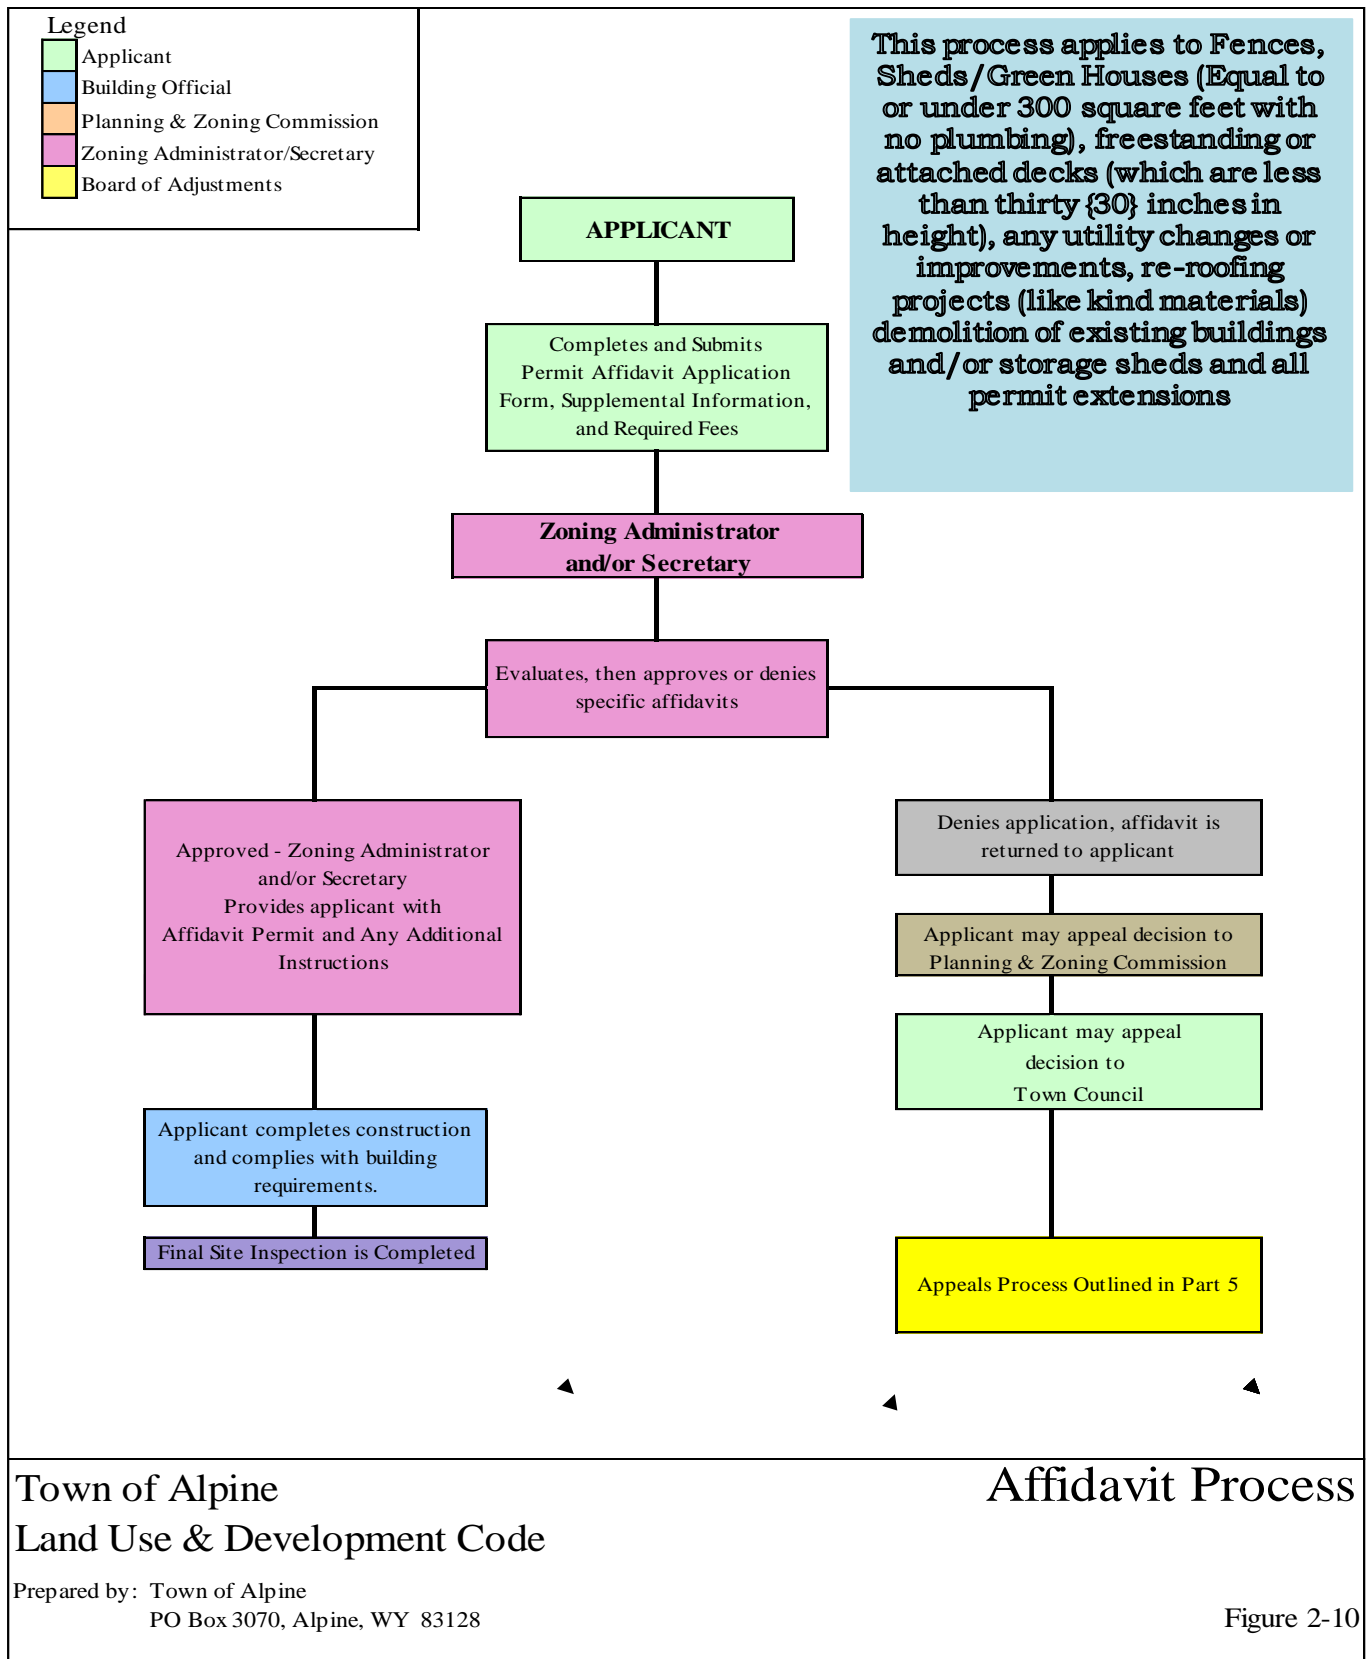 Legend
Applicant
Building Official
Planning & Zoning Commission
Zoning Administrator/Secretary
Board of Adjustments
This process applies to Fences,
Sheds/Green Houses (Equal to
or under 300 square feet with
no plumbing), freestanding or
attached decks (which are less
than thirty {30} inches in
height), any utility changes or
improvements, re-roofing
projects (like kind materials)
demolition of existing buildings
and/or storage sheds and all
permit extensions
APPLICANT
Completes and Submits
Permit Affidavit Application
Form, Supplemental Information,
and Required Fees
Zoning Administrator
and/or Secretary
Evaluates, then approves or denies
specific affidavits
Approved - Zoning Administrator
and/or Secretary
Provides applicant with
Affidavit Permit and Any Additional
Instructions
Applicant completes construction
and complies with building
requirements.
Final Site Inspection is Completed
Denies application, affidavit is
returned to applicant
Applicant may appeal decision to
Planning & Zoning Commission
Applicant may appeal
decision to
Town Council
Appeals Process Outlined in Part 5
Town of Alpine
Land Use & Development Code
Affidavit Process
Prepared by: Town of Alpine
PO Box 3070, Alpine, WY 83128
Figure 2-10